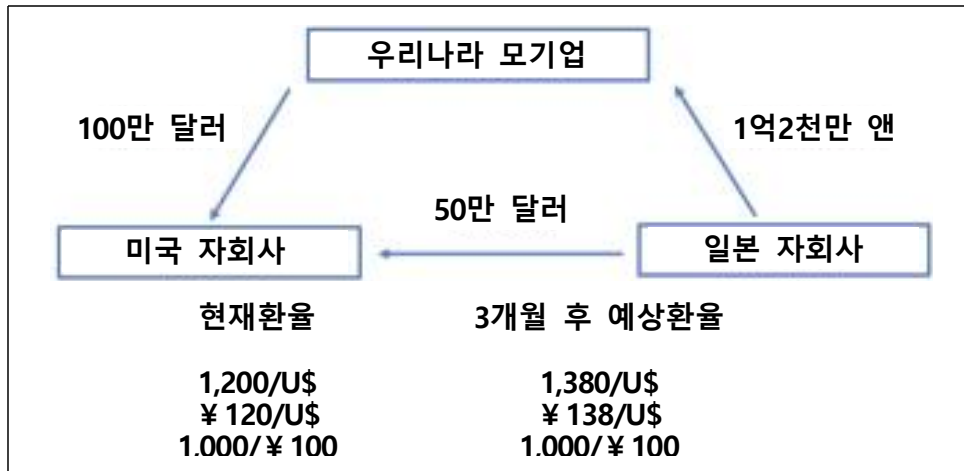 우리나라 모기업
100만 달러
1억2천만 앤
50만 달러
미국 자회사
일본 자회사
현재환율
3개월 후 예상환율
1,200/U$
1,380/U$
¥ 120/U$
¥ 138/U$
1,000/¥ 100
1,000/¥ 100